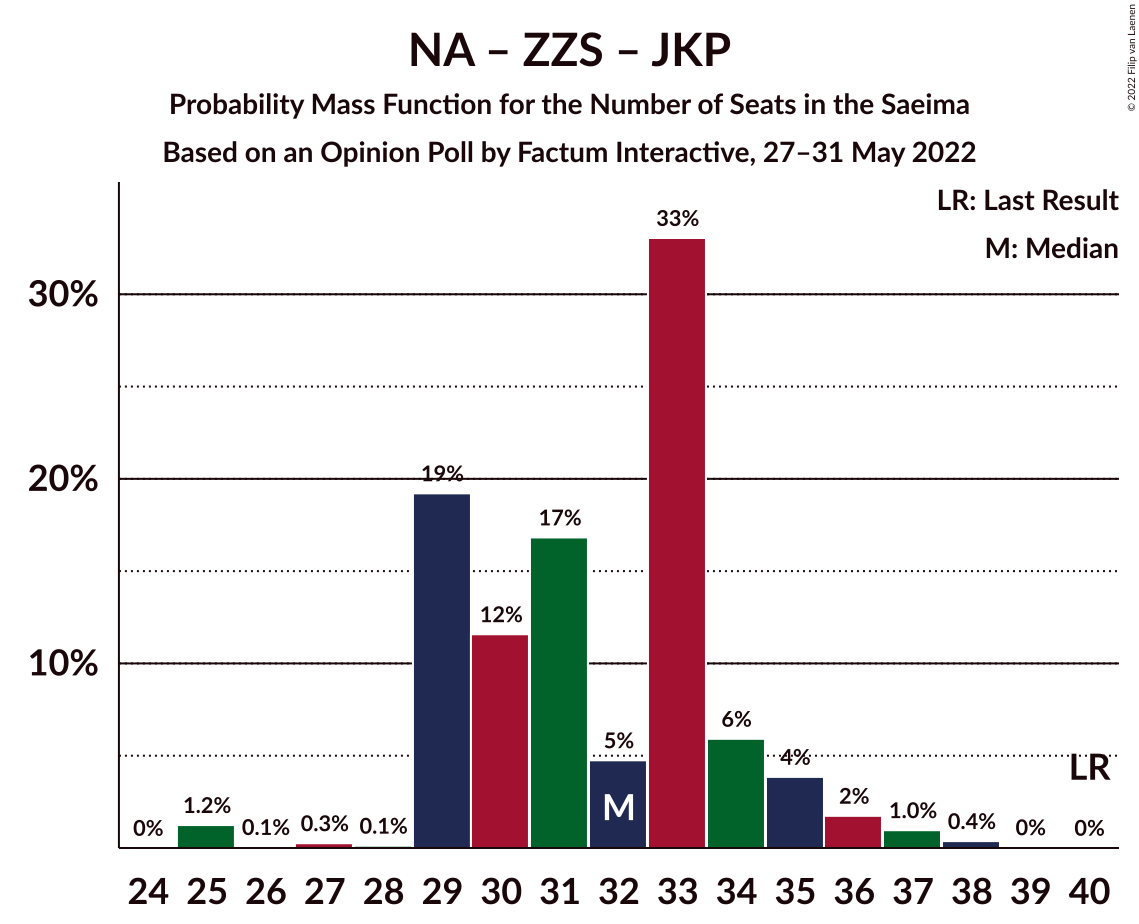 NA – ZZS – JKP
Probability Mass Function for the Number of Seats in the Saeima
Based on an Opinion Poll by Factum Interactive, 27–31 May 2022
© 2022 Filip van Laenen
LR: Last Result
M: Median
30%
20%
10%
0%
1.2%
0.1%
0.3%
0.1%
19%
12%
17%
5%
33%
6%
4%
2%
1.0%
0.4%
0%
0%
M
LR
24 25 26 27 28 29 30 31 32 33 34 35 36 37 38 39 40